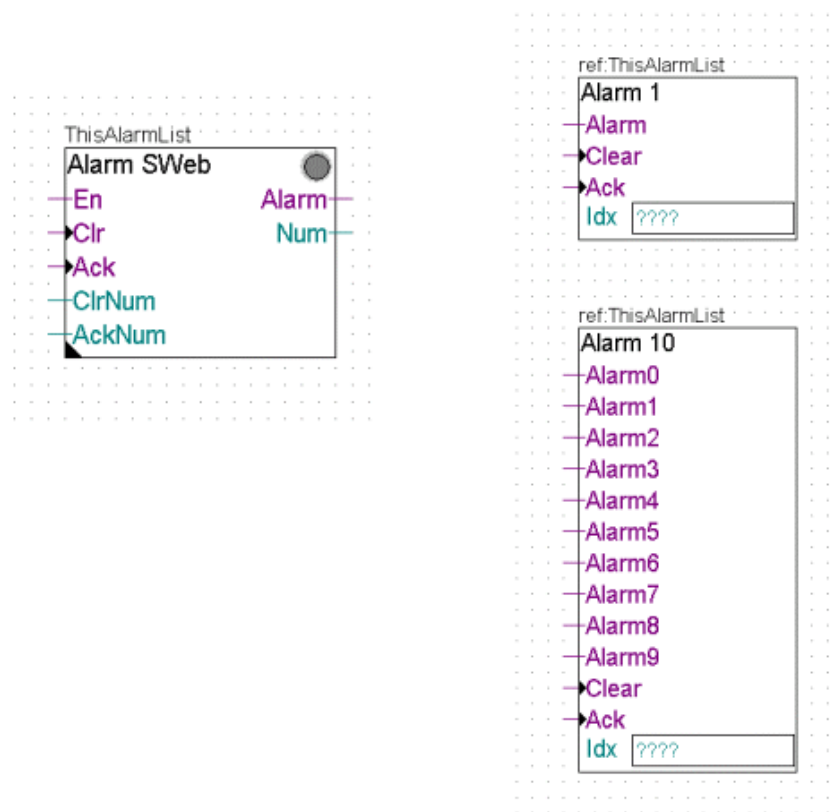 ThisAlarmList
Alarm SWeb
En Alarm
Clr Num
Ack
ClrNum
AckNum
ref:ThisAlarmList
Alarm 1
Alarm
Clear
Ack
Idx ????
ref:ThisAlarmList
Alarm 10
Alarm0
Alarm1
Alarm2
Alarm3
Alarm4
Alarm5
Alarm6
Alarm7
Alarm8
Alarm9
Clear
Ack
Idx ????